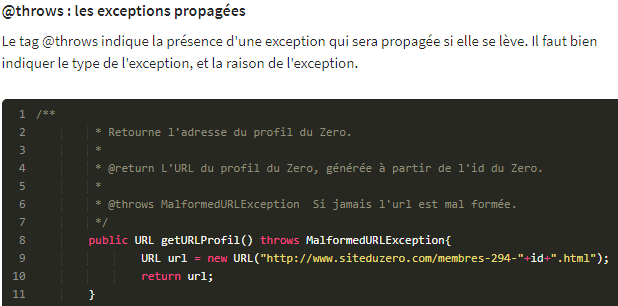 @throws : les exceptions propagées
Le tag @throws indique la présence d'une exception qui sera propagée si elle se lève. Il faut bien
indiquer le type de l'exception, et la raison de l'exception.
1 /**
2 * Retourne l'adresse du profil du Zero.
3 *
4 * @return L'URL du profil du Zero, générée à partir de l'id du Zero.
5 *
6 * @throws MalformedURLException  Si jamais l'url est mal formée.
7 */
8 public URL getURLProfil() throws MalformedURLException{
9 URL url = new URL("http://www.siteduzero.com/membres-294-"+id+".html");
10 return url;
11 }